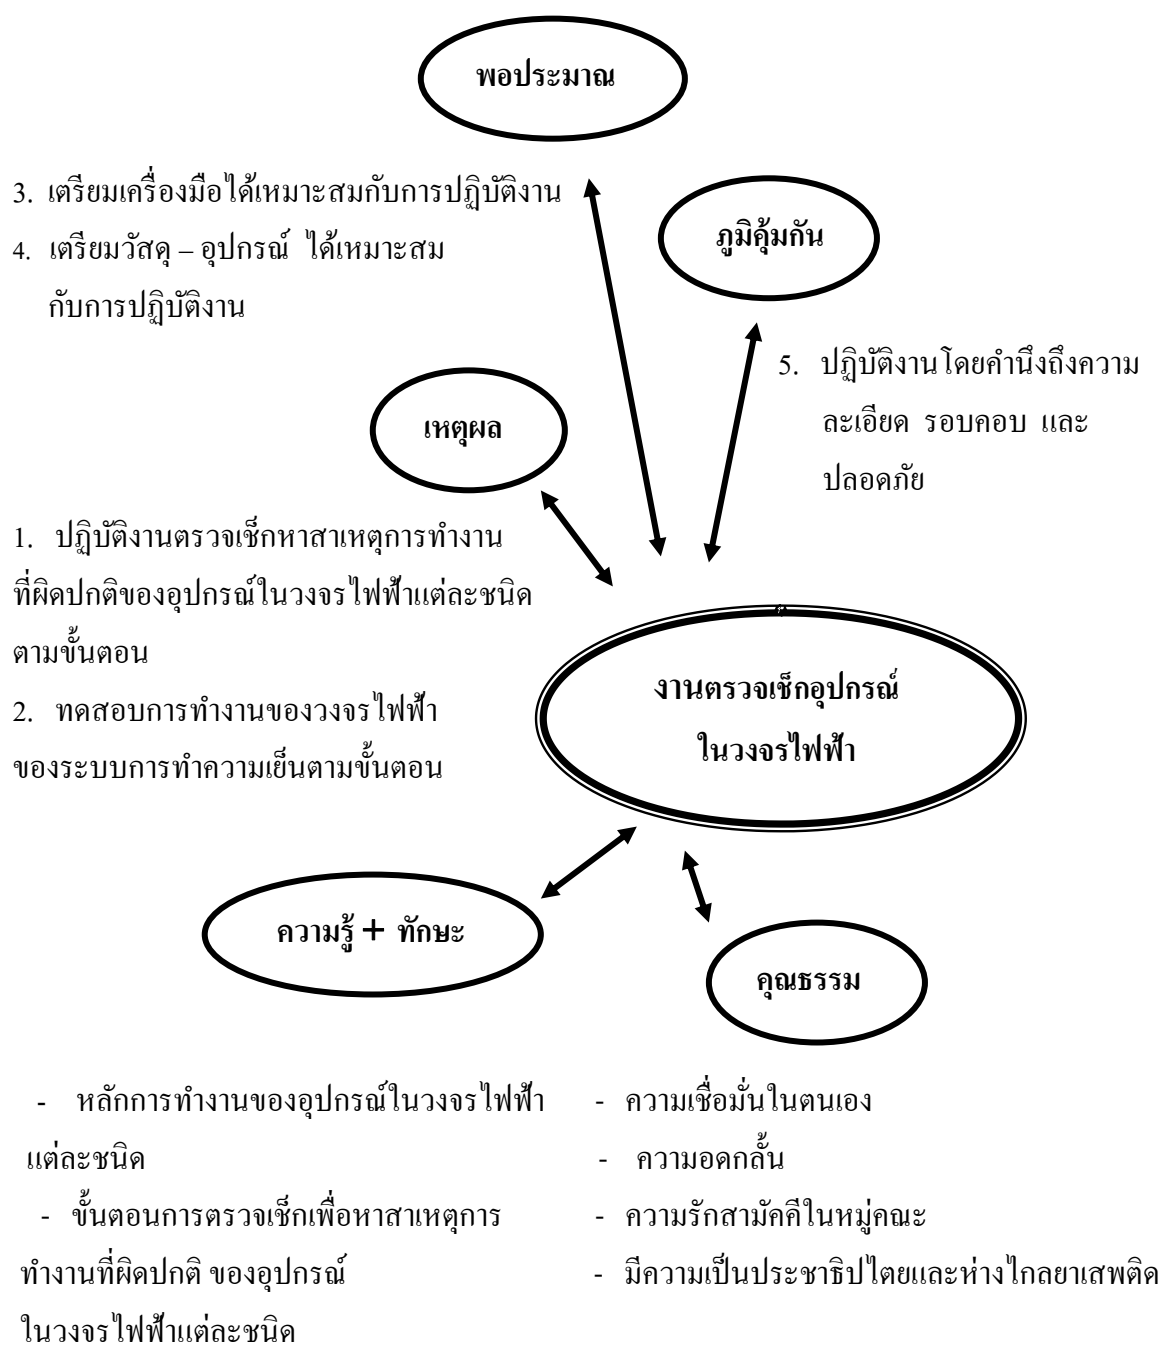 พอประมาณ
3. เตรียมเครื่องมือได้เหมาะสมกับการปฏิบัติงาน
ภูมิคุ้มกัน
4. เตรียมวัสดุ – อุปกรณ์ ได้เหมาะสม
กับการปฏิบัติงาน
5. ปฏิบัติงานโดยคำนึงถึงความ
ละเอียด รอบคอบ และ
ปลอดภัย
เหตุผล
1. ปฏิบัติงานตรวจเช็กหาสาเหตุการทำงาน
ที่ผิดปกติของอุปกรณ์ในวงจรไฟฟ้าแต่ละชนิด
ตามขั้นตอน
2. ทดสอบการทำงานของวงจรไฟฟ้า
ของระบบการทำความเย็นตามขั้นตอน
งานตรวจเช็กอุปกรณ์
ในวงจรไฟฟ้า
ความรู้ + ทักษะ
คุณธรรม
- หลักการทำงานของอุปกรณ์ในวงจรไฟฟ้า
แต่ละชนิด
- ขั้นตอนการตรวจเช็กเพื่อหาสาเหตุการ
ทำงานที่ผิดปกติ ของอุปกรณ์
ในวงจรไฟฟ้าแต่ละชนิด
- ความเชื่อมั่นในตนเอง
- ความอดกลั้น
- ความรักสามัคคีในหมู่คณะ
- มีความเป็นประชาธิปไตยและห่างไกลยาเสพติด